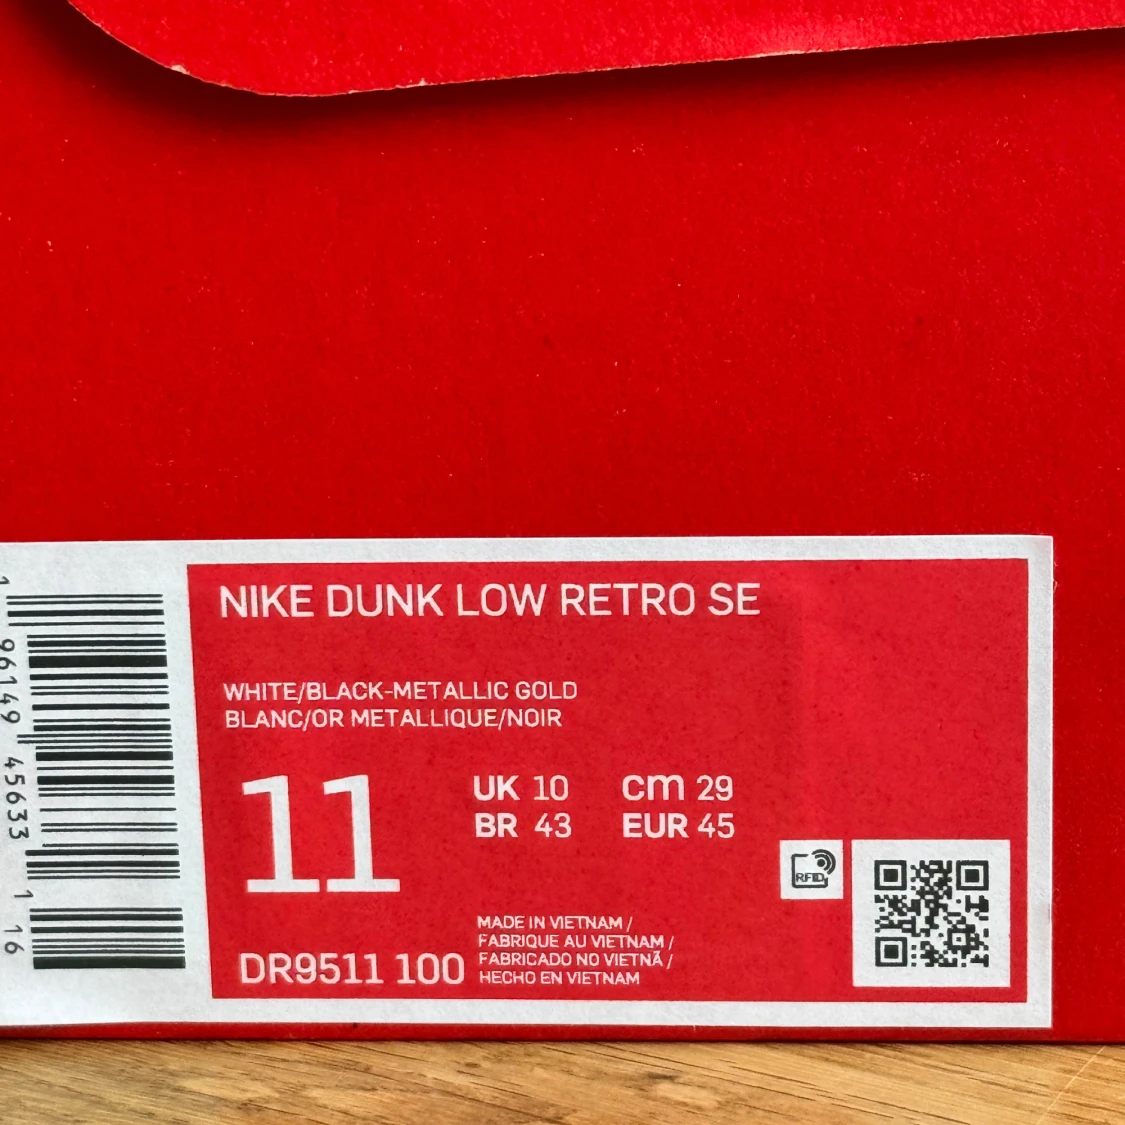 NIKE DUNK LOW RETRO SE
WHITE/BLACK-METALLIC GOLD
BLANC/OR METALLIQUE/NOIR
11
UK 10
cm 29
BR 43
EUR 45
MADE IN VIETNAM /
FABRIQUE AU VIETNAM /
FABRICADO NO VIETNÃ /
HECHO EN VIETNAM
DR9511 100
RFID
1 96149 45633 1 16